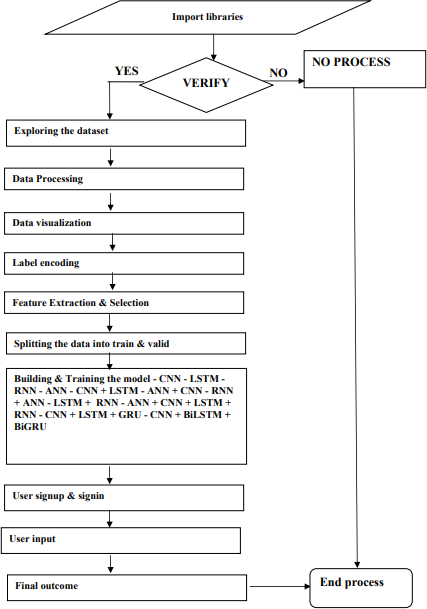 Import libraries
YES
VERIFY
NO
NO PROCESS
Exploring the dataset
Data Processing
Data visualization
Label encoding
Feature Extraction & Selection
Splitting the data into train & valid
Building & Training the model - CNN - LSTM -
RNN - ANN - CNN + LSTM - ANN + CNN - RNN
+ ANN - LSTM + RNN - ANN + CNN + LSTM +
RNN - CNN + LSTM + GRU - CNN + BiLSTM +
BiGRU
User signup & signin
User input
Final outcome
End process